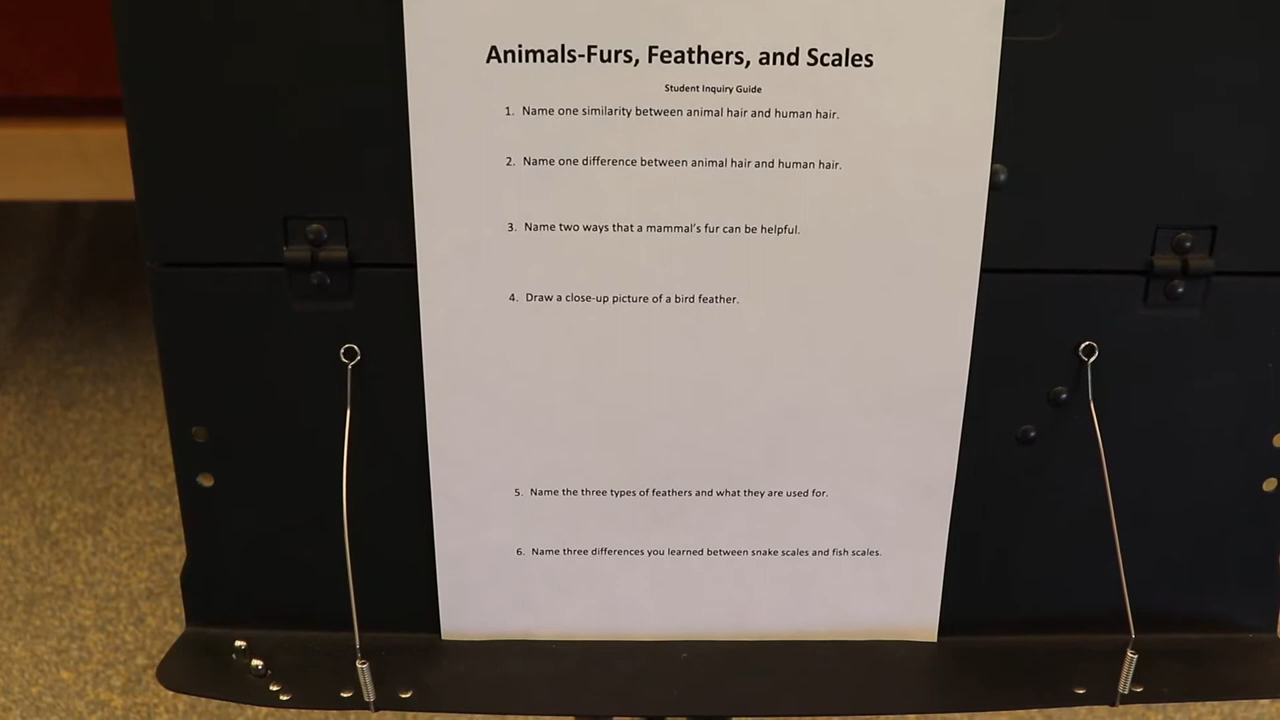 Animals-Furs, Feathers, and Scales
Student Inquiry Guide
1. Name one similarity between animal hair and human hair.
2. Name one difference between animal hair and human hair.
3. Name two ways that a mammal's fur can be helpful.
4. Draw a close-up picture of a bird feather.
5. Name the three types of feathers and what they are used for.
6. Name three differences you learned between snake scales and fish scales.